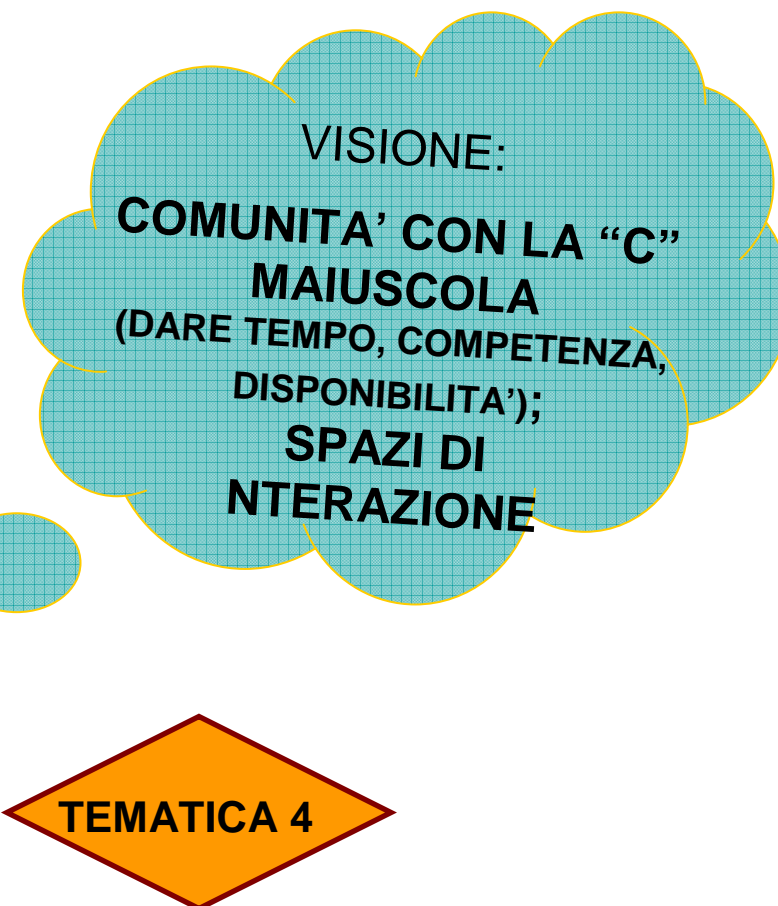 VISIONE:
COMUNITA’ CON LA “C”
MAIUSCOLA
(DARE TEMPO, COMPETENZA,
DISPONIBILITA’);
SPAZI DI
NTERAZIONE
TEMATICA 4